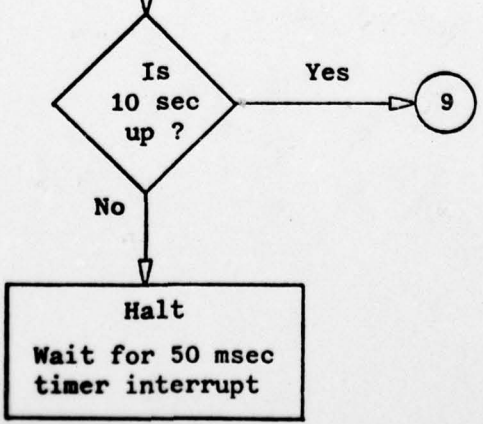 Is
10 sec
up ?
Yes
9
No
Halt
Wait for 50 msec
timer interrupt